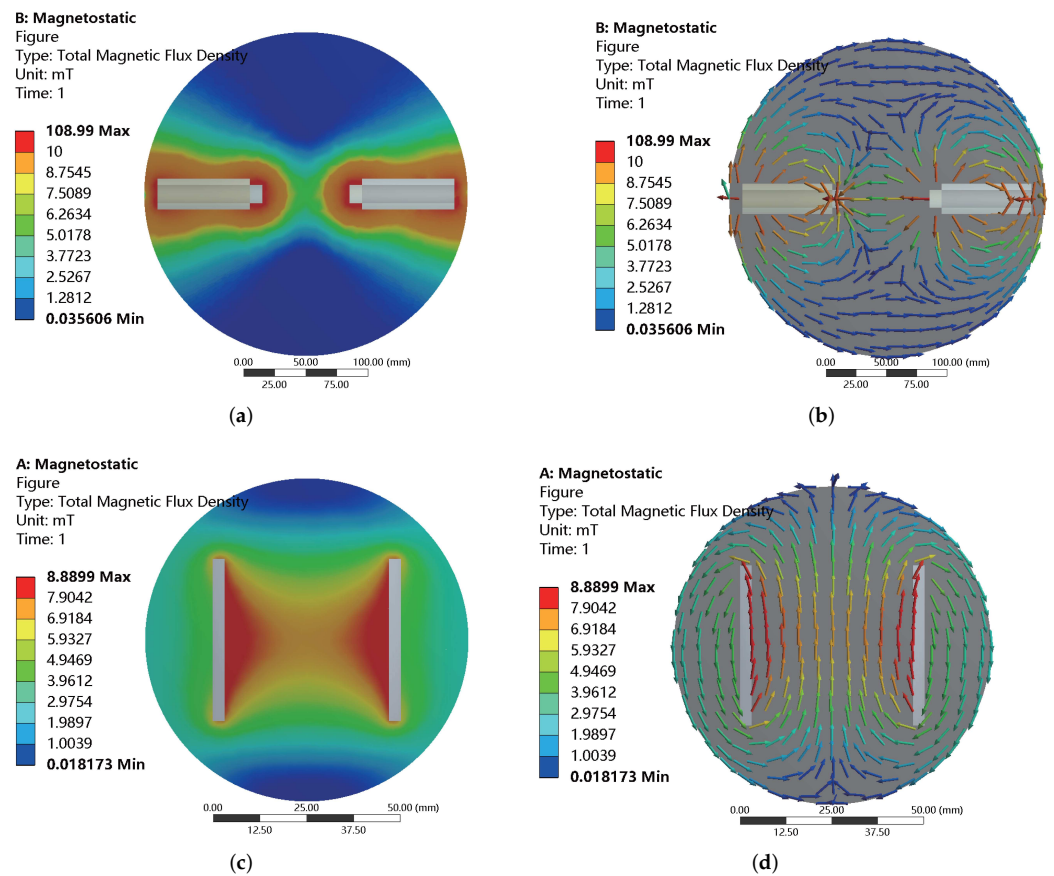 B: Magnetostatic
Figure
Type: Total Magnetic Flux Density
Unit: mT
Time: 1
108.99 Max
10
8.7545
7.5089
6.2634
5.0178
3.7723
2.5267
1.2812
0.035606 Min
0.00 50.00 100.00 (mm)
25.00 75.00
(a)
B: Magnetostatic
Figure
Type: Total Magnetic Flux Density
Unit: mT
Time: 1
108.99 Max
10
8.7545
7.5089
6.2634
5.0178
3.7723
2.5267
1.2812
0.035606 Min
0.00 50.00 100.00 (mm)
25.00 75.00
(b)
A: Magnetostatic
Figure
Type: Total Magnetic Flux Density
Unit: mT
Time: 1
8.8899 Max
7.9042
6.9184
5.9327
4.9469
3.9612
2.9754
1.9897
1.0039
0.018173 Min
0.00 25.00 50.00 (mm)
12.50 37.50
(c)
A: Magnetostatic
Figure
Type: Total Magnetic Flux Density
Unit: mT
Time: 1
8.8899 Max
7.9042
6.9184
5.9327
4.9469
3.9612
2.9754
1.9897
1.0039
0.018173 Min
0.00 25.00 50.00 (mm)
12.50 37.50
(d)